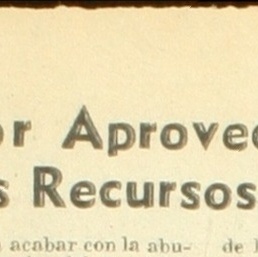 or Aprovec
s Recursos
acabar con la abu- de l